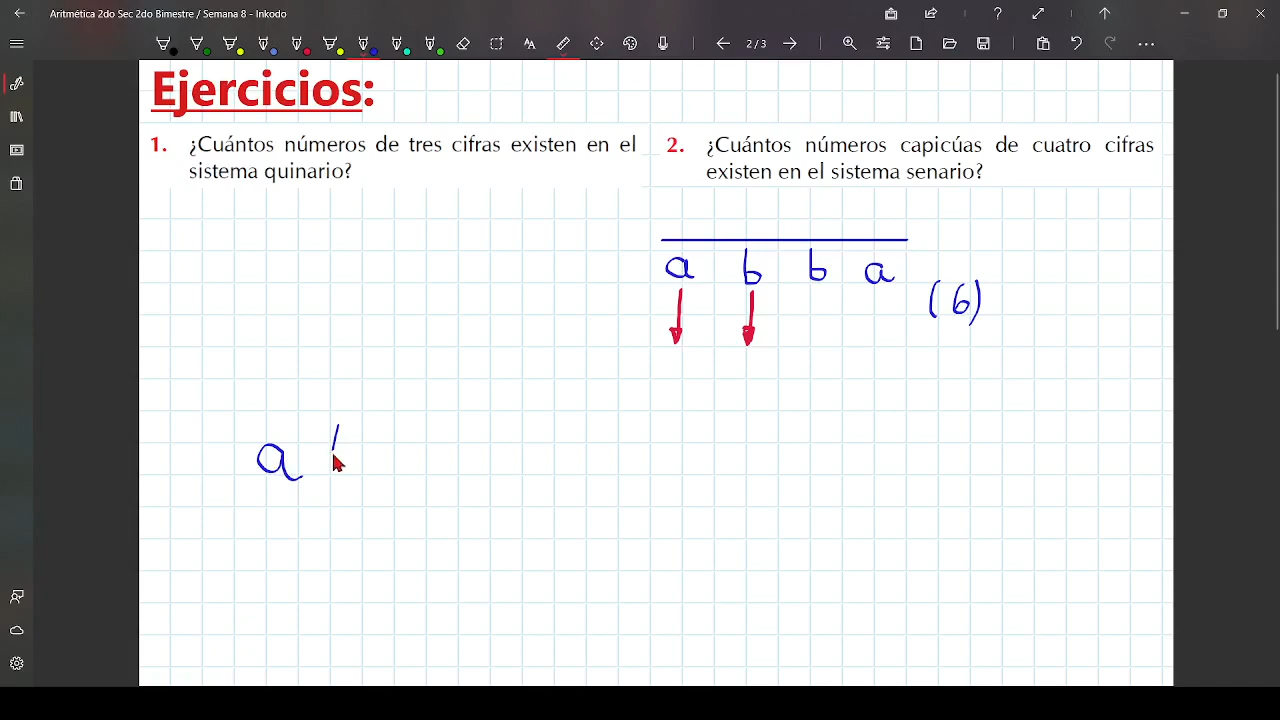 Aritmética 2do Sec 2do Bimestre / Semana 8 - Inkodo
2/3
Ejercicios:
1. ¿Cuántos números de tres cifras existen en el
sistema quinario?
2. ¿Cuántos números capicúas de cuatro cifras
existen en el sistema senario?
a b b a (6)
a